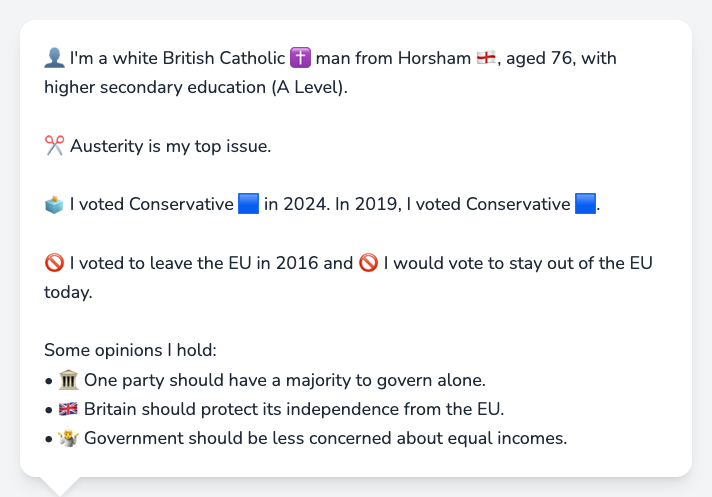 👤 I'm a white British Catholic ✝️ man from Horsham 🏴󠁧󠁢󠁥󠁮󠁧󠁿, aged 76, with
higher secondary education (A Level).
✂️ Austerity is my top issue.
🗳️ I voted Conservative 🟦 in 2024. In 2019, I voted Conservative 🟦.
🚫 I voted to leave the EU in 2016 and 🚫 I would vote to stay out of the EU
today.
Some opinions I hold:
• 🏛️ One party should have a majority to govern alone.
• 🇬🇧 Britain should protect its independence from the EU.
• 🤷 Government should be less concerned about equal incomes.